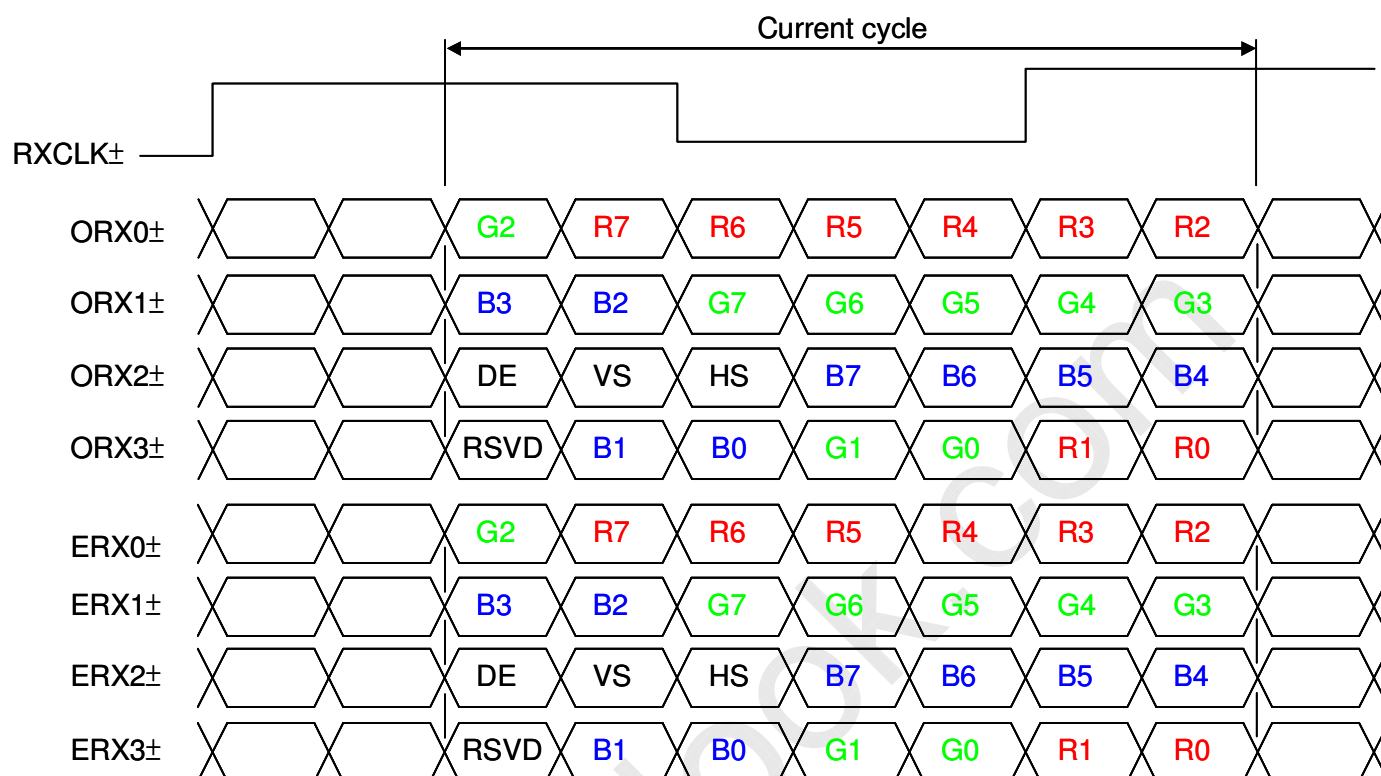 Current cycle
RXCLK±
ORX0± G2 R7 R6 R5 R4 R3 R2
ORX1± B3 B2 G7 G6 G5 G4 G3
ORX2± DE VS HS B7 B6 B5 B4
ORX3± RSVD B1 B0 G1 G0 R1 R0
ERX0± G2 R7 R6 R5 R4 R3 R2
ERX1± B3 B2 G7 G6 G5 G4 G3
ERX2± DE VS HS B7 B6 B5 B4
ERX3± RSVD B1 B0 G1 G0 R1 R0
look.com